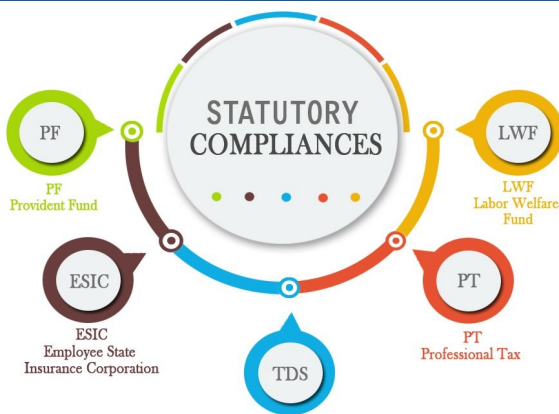 STATUTORY
COMPLIANCES
PF
PF
Provident Fund
LWF
LWF
Labor Welfare
Fund
ESIC
ESIC
Employee State
Insurance Corporation
PT
PT
Professional Tax
TDS